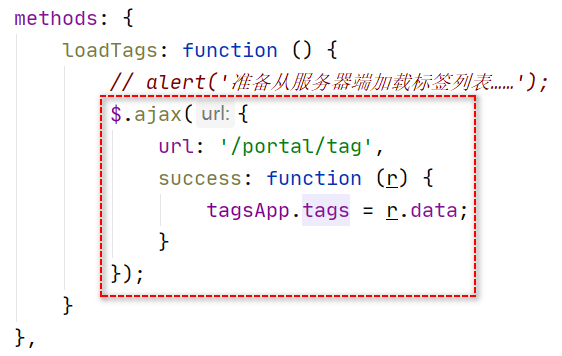 methods: {
    loadTags: function () {
        // alert('准备从服务器端加载标签列表……');
        $.ajax( url: {
            url: '/portal/tag',
            success: function (r) {
                tagsApp.tags = r.data;
            }
        });
    }
},